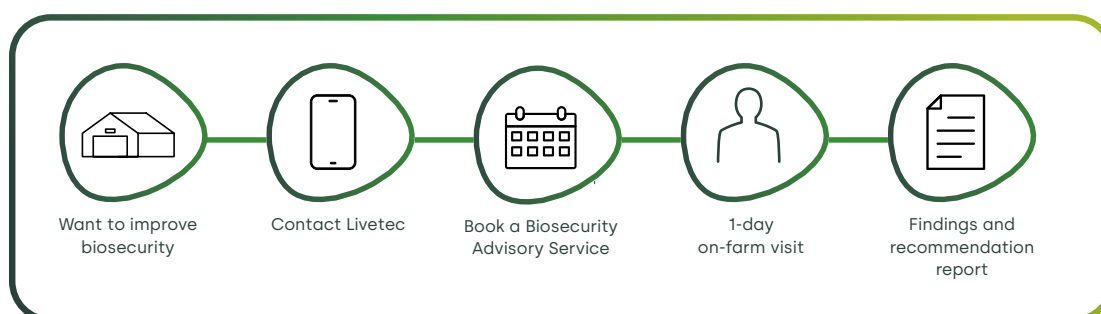 Want to improve
biosecurity
Contact Livetec
Book a Biosecurity
Advisory Service
1-day
on-farm visit
Findings and
recommendation
report